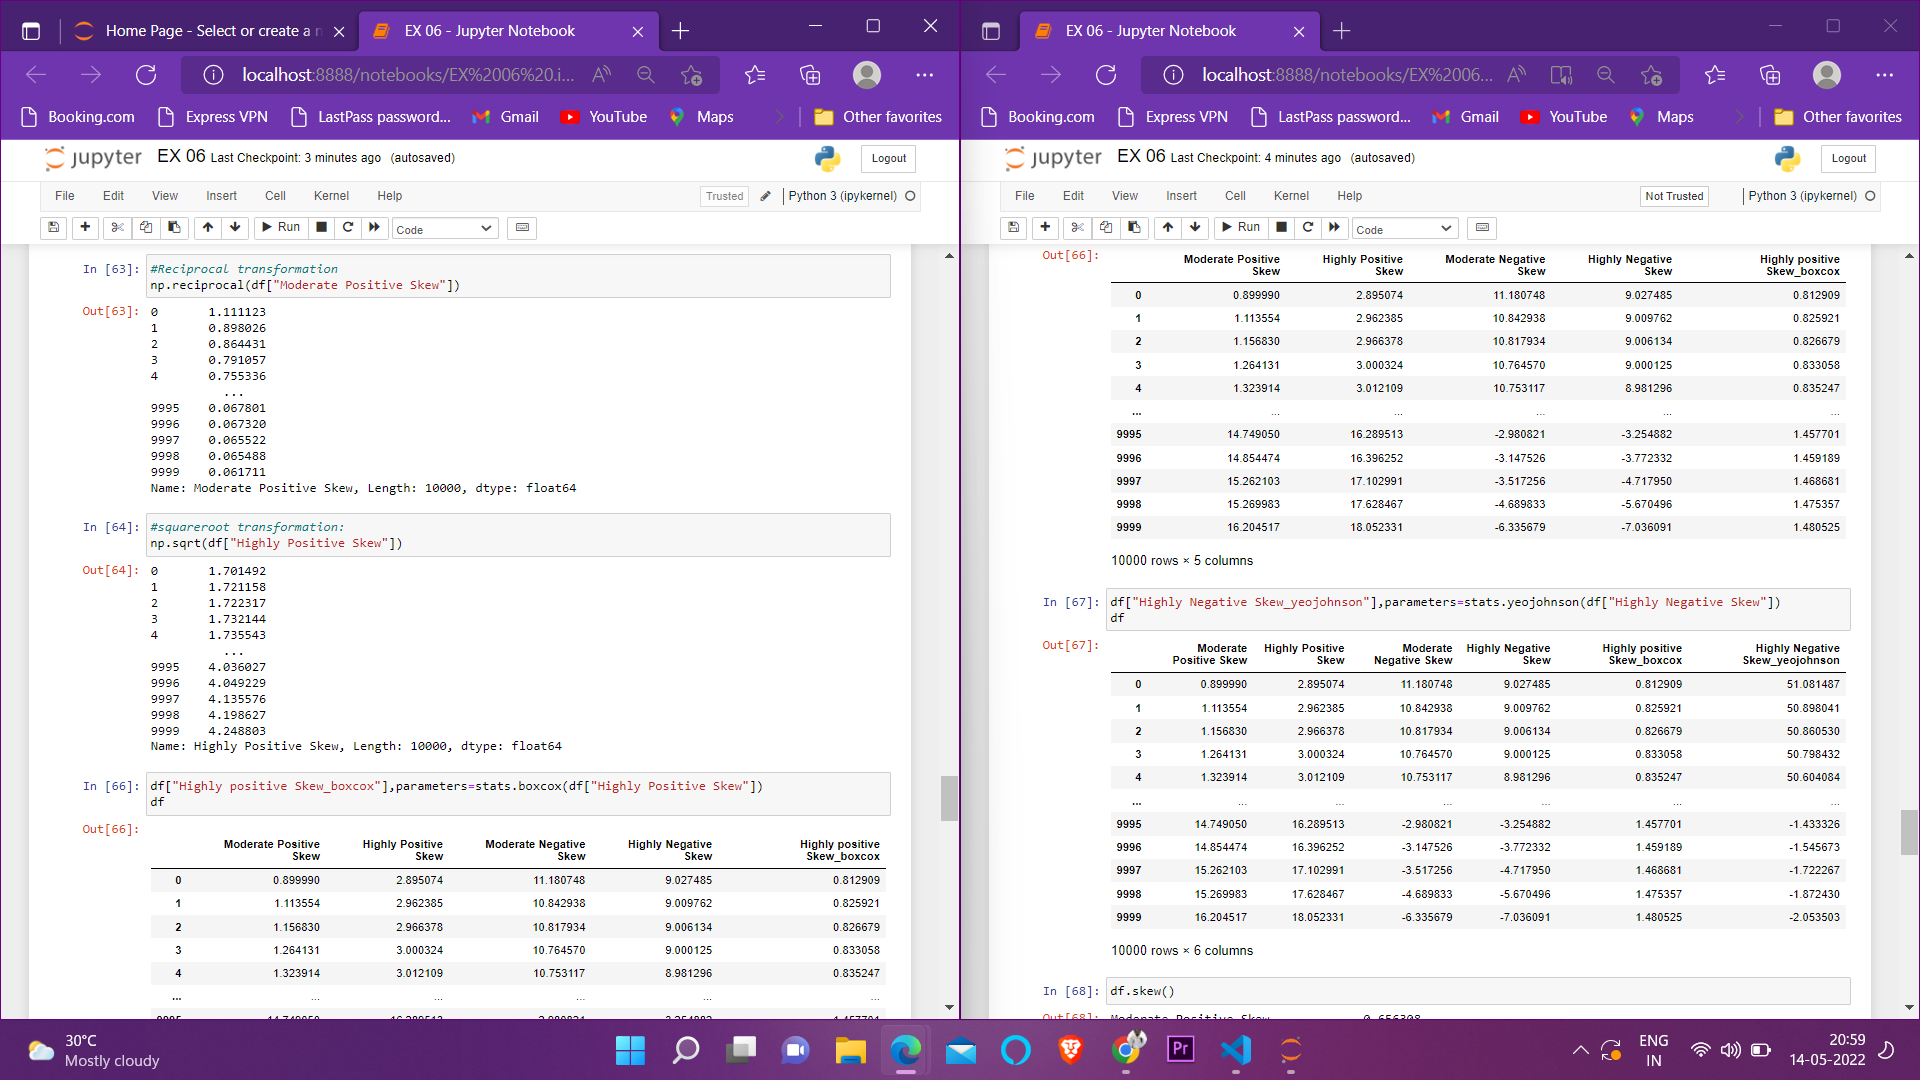 Home Page - Select or create a n
EX 06 - Jupyter Notebook
localhost:8888/notebooks/EX%2006%20.i...
Booking.com
Express VPN
LastPass password...
Gmail
YouTube
Maps
Other favorites
jupyter EX 06 Last Checkpoint: 3 minutes ago (autosaved)
Logout
File Edit View Insert Cell Kernel Help
Trusted
Python 3 (ipykernel)
Run
Code
In [63]: #Reciprocal transformation
np.reciprocal(df["Moderate Positive Skew"])
Out[63]: 0 1.111123
1 0.898026
2 0.864431
3 0.791057
4 0.755336
...
9995 0.067801
9996 0.067320
9997 0.065522
9998 0.065488
9999 0.061711
Name: Moderate Positive Skew, Length: 10000, dtype: float64
In [64]: #squareroot transformation:
np.sqrt(df["Highly Positive Skew"])
Out[64]: 0 1.701492
1 1.721158
2 1.722317
3 1.732144
4 1.735543
...
9995 4.036027
9996 4.049229
9997 4.135576
9998 4.198627
9999 4.248803
Name: Highly Positive Skew, Length: 10000, dtype: float64
In [66]: df["Highly positive Skew_boxcox"],parameters=stats.boxcox(df["Highly Positive Skew"])
df
Out[66]:
Moderate Positive Highly Positive Moderate Negative Highly Negative Highly positive
Skew Skew Skew Skew Skew_boxcox
0 0.899990 2.895074 11.180748 9.027485 0.812909
1 1.113554 2.962385 10.842938 9.009762 0.825921
2 1.156830 2.966378 10.817934 9.006134 0.826679
3 1.264131 3.000324 10.764570 9.000125 0.833058
4 1.323914 3.012109 10.753117 8.981296 0.835247
... ... ... ... ... ...
9995 14.749050 16.289513 -2.980821 -3.254882 1.457701
EX 06 - Jupyter Notebook
localhost:8888/notebooks/EX%2006...
Booking.com
Express VPN
LastPass password...
Gmail
YouTube
Maps
Other favorites
jupyter EX 06 Last Checkpoint: 4 minutes ago (autosaved)
Logout
File Edit View Insert Cell Kernel Help
Not Trusted
Python 3 (ipykernel)
Run
Code
Out[66]:
Moderate Positive Highly Positive Moderate Negative Highly Negative Highly positive
Skew Skew Skew Skew Skew_boxcox
0 0.899990 2.895074 11.180748 9.027485 0.812909
1 1.113554 2.962385 10.842938 9.009762 0.825921
2 1.156830 2.966378 10.817934 9.006134 0.826679
3 1.264131 3.000324 10.764570 9.000125 0.833058
4 1.323914 3.012109 10.753117 8.981296 0.835247
... ... ... ... ... ...
9995 14.749050 16.289513 -2.980821 -3.254882 1.457701
9996 14.854474 16.396252 -3.147526 -3.772332 1.459189
9997 15.262103 17.102991 -3.517256 -4.717950 1.468681
9998 15.269983 17.628467 -4.689833 -5.670496 1.475357
9999 16.204517 18.052331 -6.335679 -7.036091 1.480525
10000 rows × 5 columns
In [67]: df["Highly Negative Skew_yeojohnson"],parameters=stats.yeojohnson(df["Highly Negative Skew"])
df
Out[67]:
Moderate Highly Positive Moderate Highly Negative Highly positive Highly Negative
Positive Skew Skew Negative Skew Skew Skew_boxcox Skew_yeojohnson
0 0.899990 2.895074 11.180748 9.027485 0.812909 51.081487
1 1.113554 2.962385 10.842938 9.009762 0.825921 50.898041
2 1.156830 2.966378 10.817934 9.006134 0.826679 50.860530
3 1.264131 3.000324 10.764570 9.000125 0.833058 50.798432
4 1.323914 3.012109 10.753117 8.981296 0.835247 50.604084
... ... ... ... ... ... ...
9995 14.749050 16.289513 -2.980821 -3.254882 1.457701 -1.433326
9996 14.854474 16.396252 -3.147526 -3.772332 1.459189 -1.545673
9997 15.262103 17.102991 -3.517256 -4.717950 1.468681 -1.722267
9998 15.269983 17.628467 -4.689833 -5.670496 1.475357 -1.872430
9999 16.204517 18.052331 -6.335679 -7.036091 1.480525 -2.053503
10000 rows × 6 columns
In [68]: df.skew()
Out[68]: Moderate Positive Skew 0.656308
30°C
Mostly cloudy
Pr
ENG
IN
20:59
14-05-2022